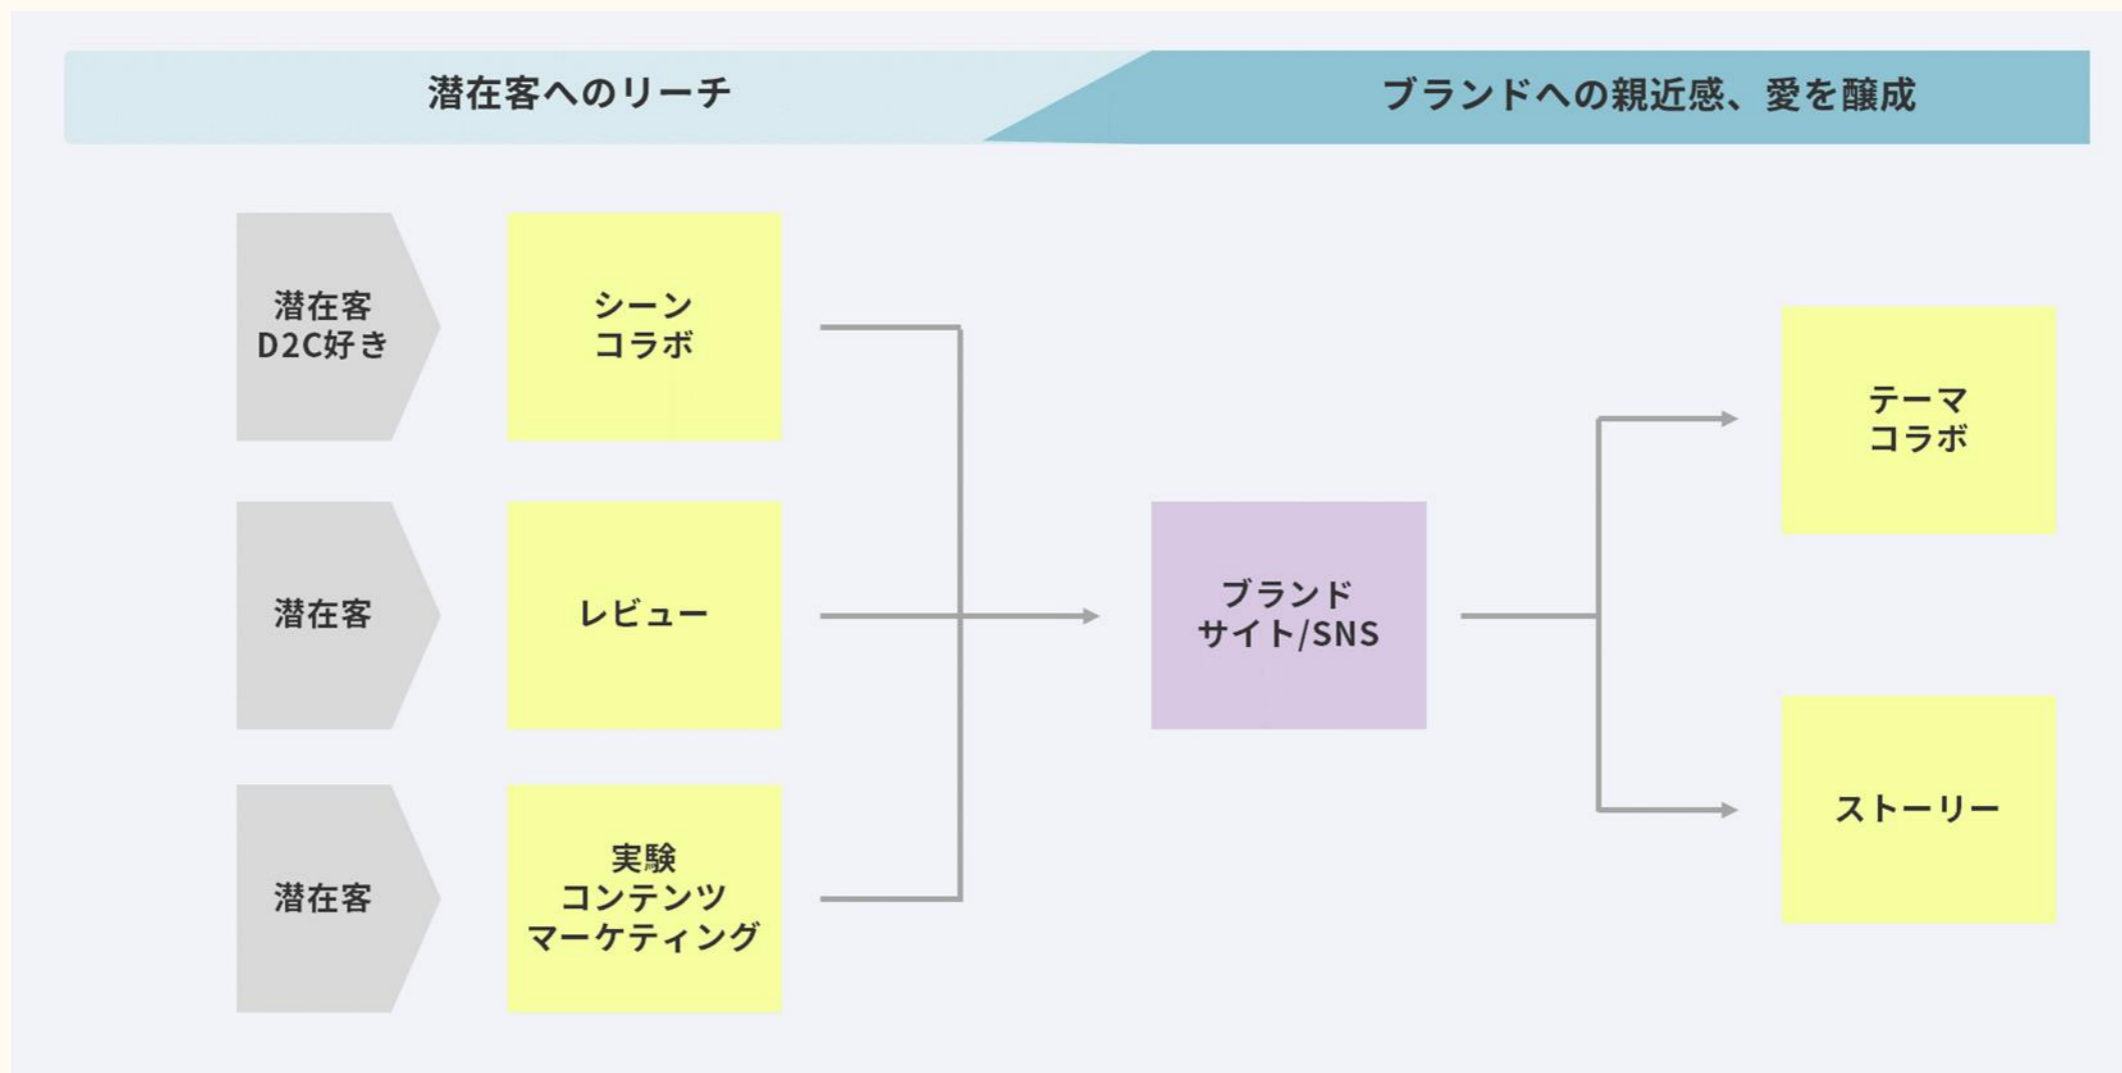 潜在客へのリーチ
ブランドへの親近感、愛を醸成
潜在客
D2C好き
シーン
コラボ
テーマ
コラボ
潜在客
レビュー
ブランド
サイト/SNS
ストーリー
潜在客
実験
コンテンツ
マーケティング